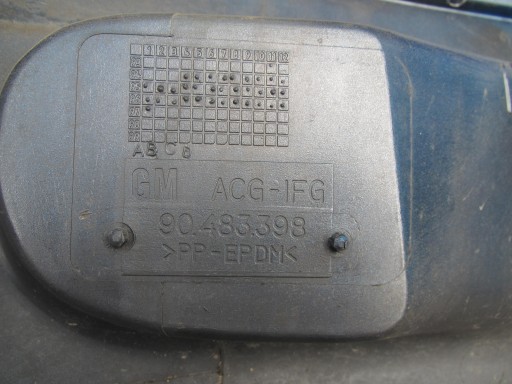 1 2 3 4 5 6 7 8 9 10 11 12
ABC6
GM ACG-IFG
90.483.398
>PP-EPDM<